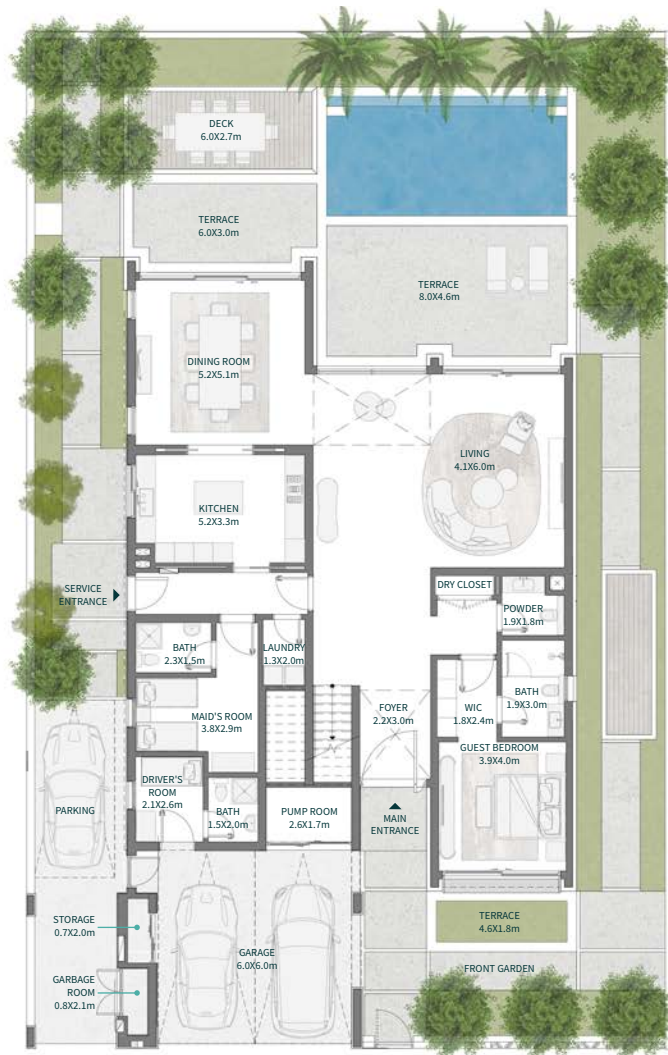 DECK
6.0X2.7m
TERRACE
6.0X3.0m
TERRACE
8.0X4.6m
DINING ROOM
5.2X5.1m
LIVING
4.1X6.0m
KITCHEN
5.2X3.3m
SERVICE
ENTRANCE
DRY CLOSET
POWDER
1.9X1.8m
BATH
2.3X1.5m
LAUNDRY
1.3X2.0m
MAID'S ROOM
3.8X2.9m
FOYER
2.2X3.0m
WIC
1.8X2.4m
BATH
1.9X3.0m
GUEST BEDROOM
3.9X4.0m
DRIVER'S
ROOM
2.1X2.6m
BATH
1.5X2.0m
PUMP ROOM
2.6X1.7m
MAIN
ENTRANCE
PARKING
STORAGE
0.7X2.0m
GARAGE
6.0X6.0m
GARBAGE
ROOM
0.8X2.1m
TERRACE
4.6X1.8m
FRONT GARDEN